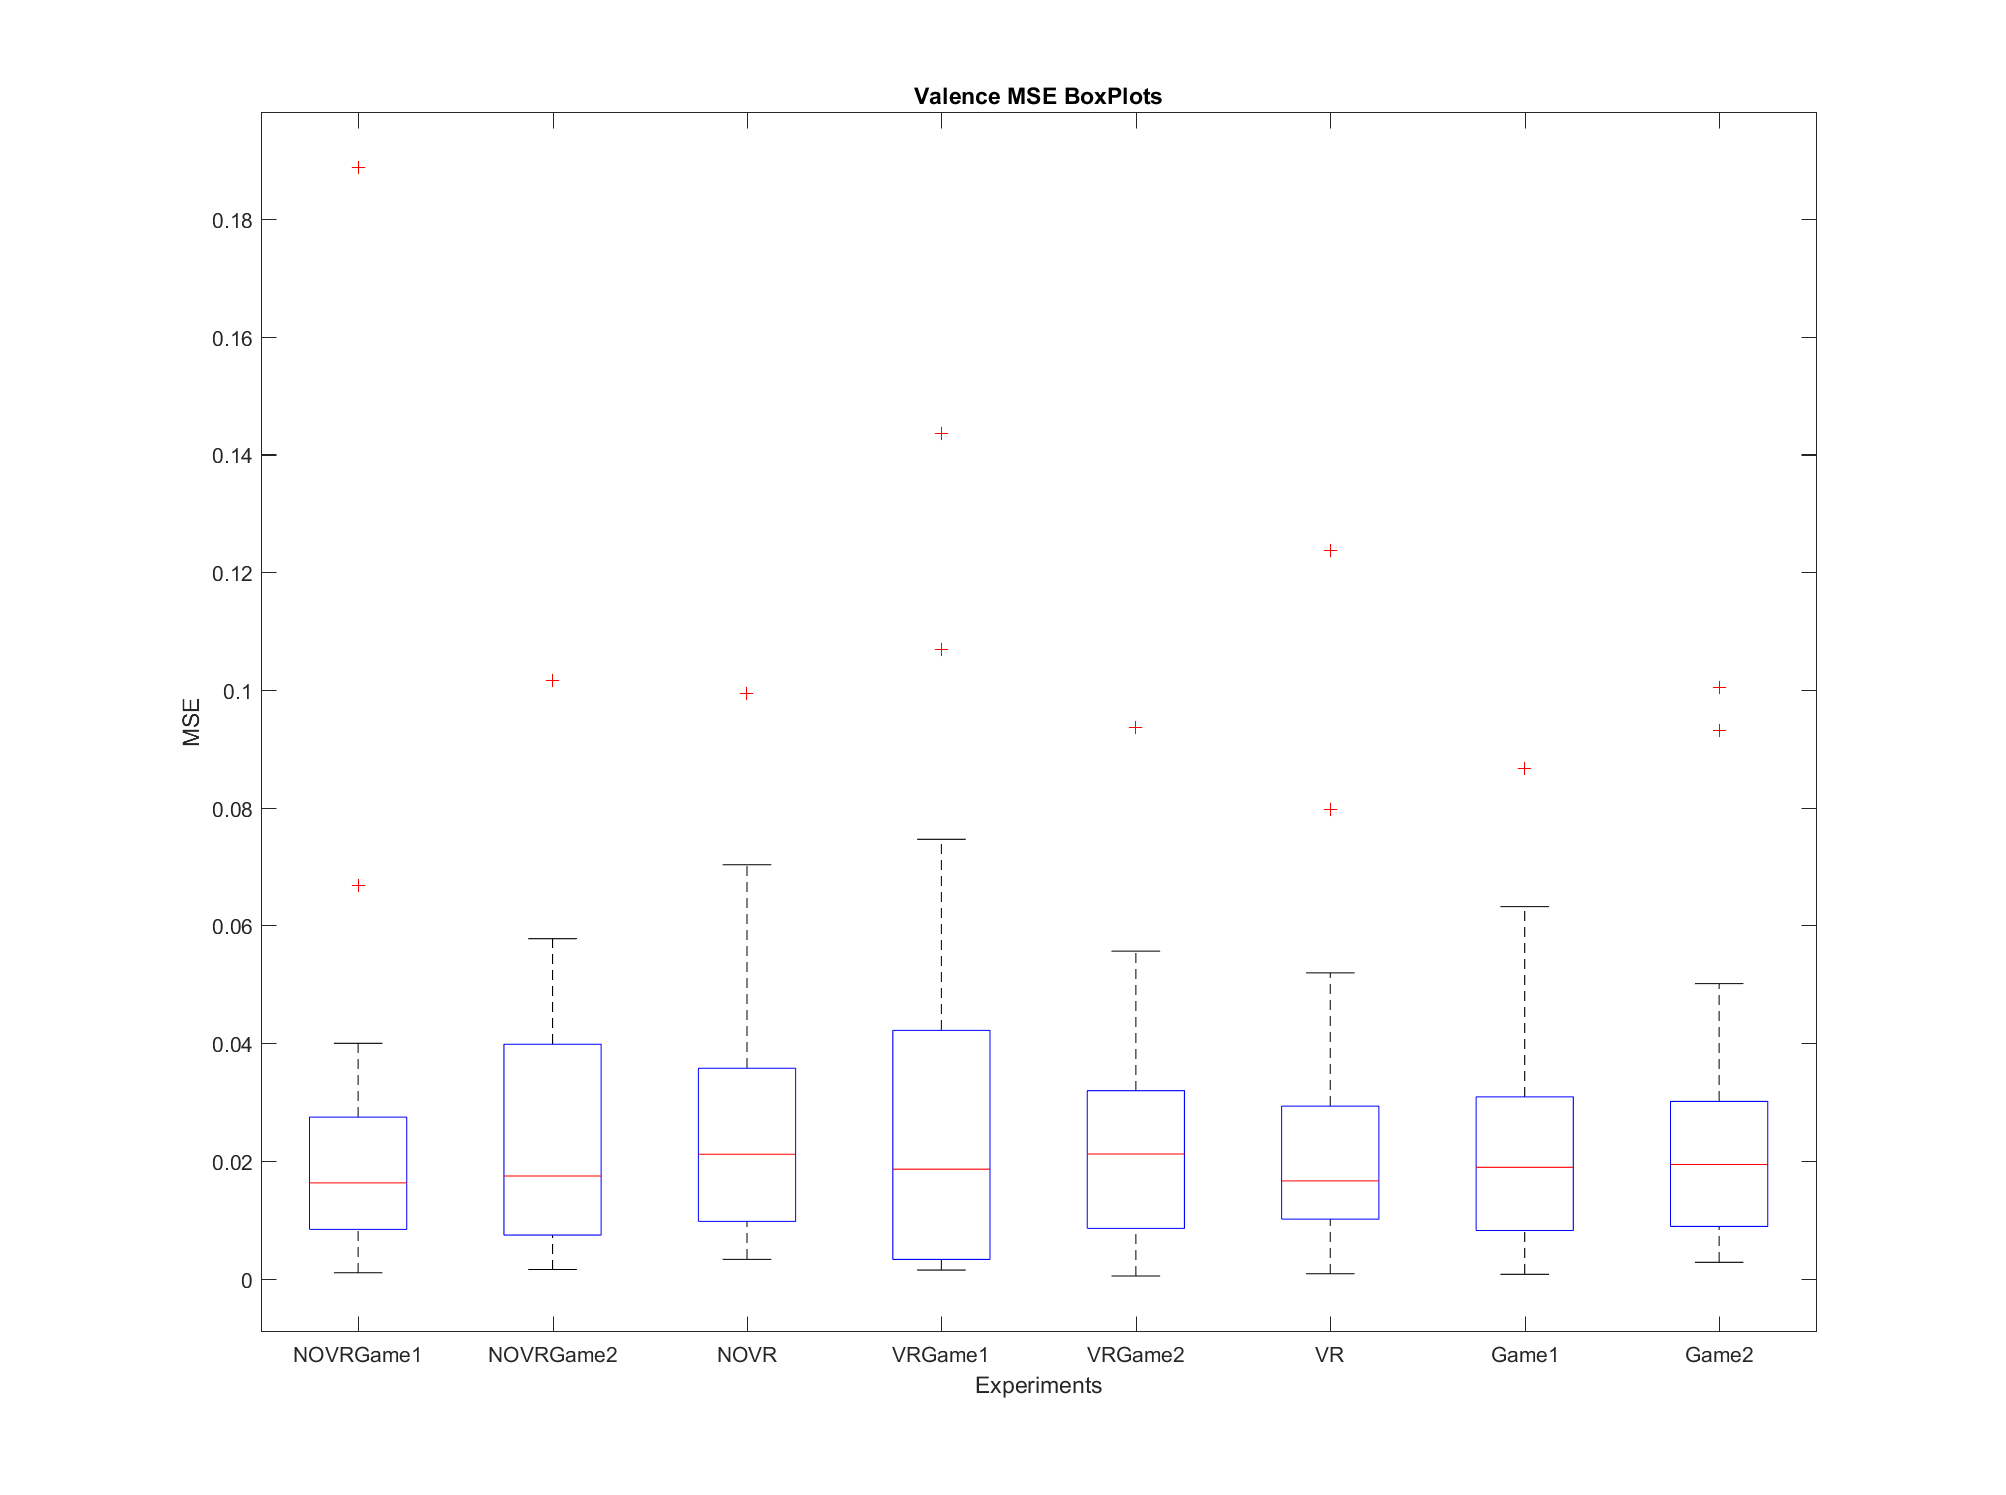 Valence MSE BoxPlots
0.18
0.16
0.14
0.12
0.1
0.08
0.06
0.04
0.02
0
MSE
NOVRGame1 NOVRGame2 NOVR VRGame1 VRGame2 VR Game1 Game2
Experiments